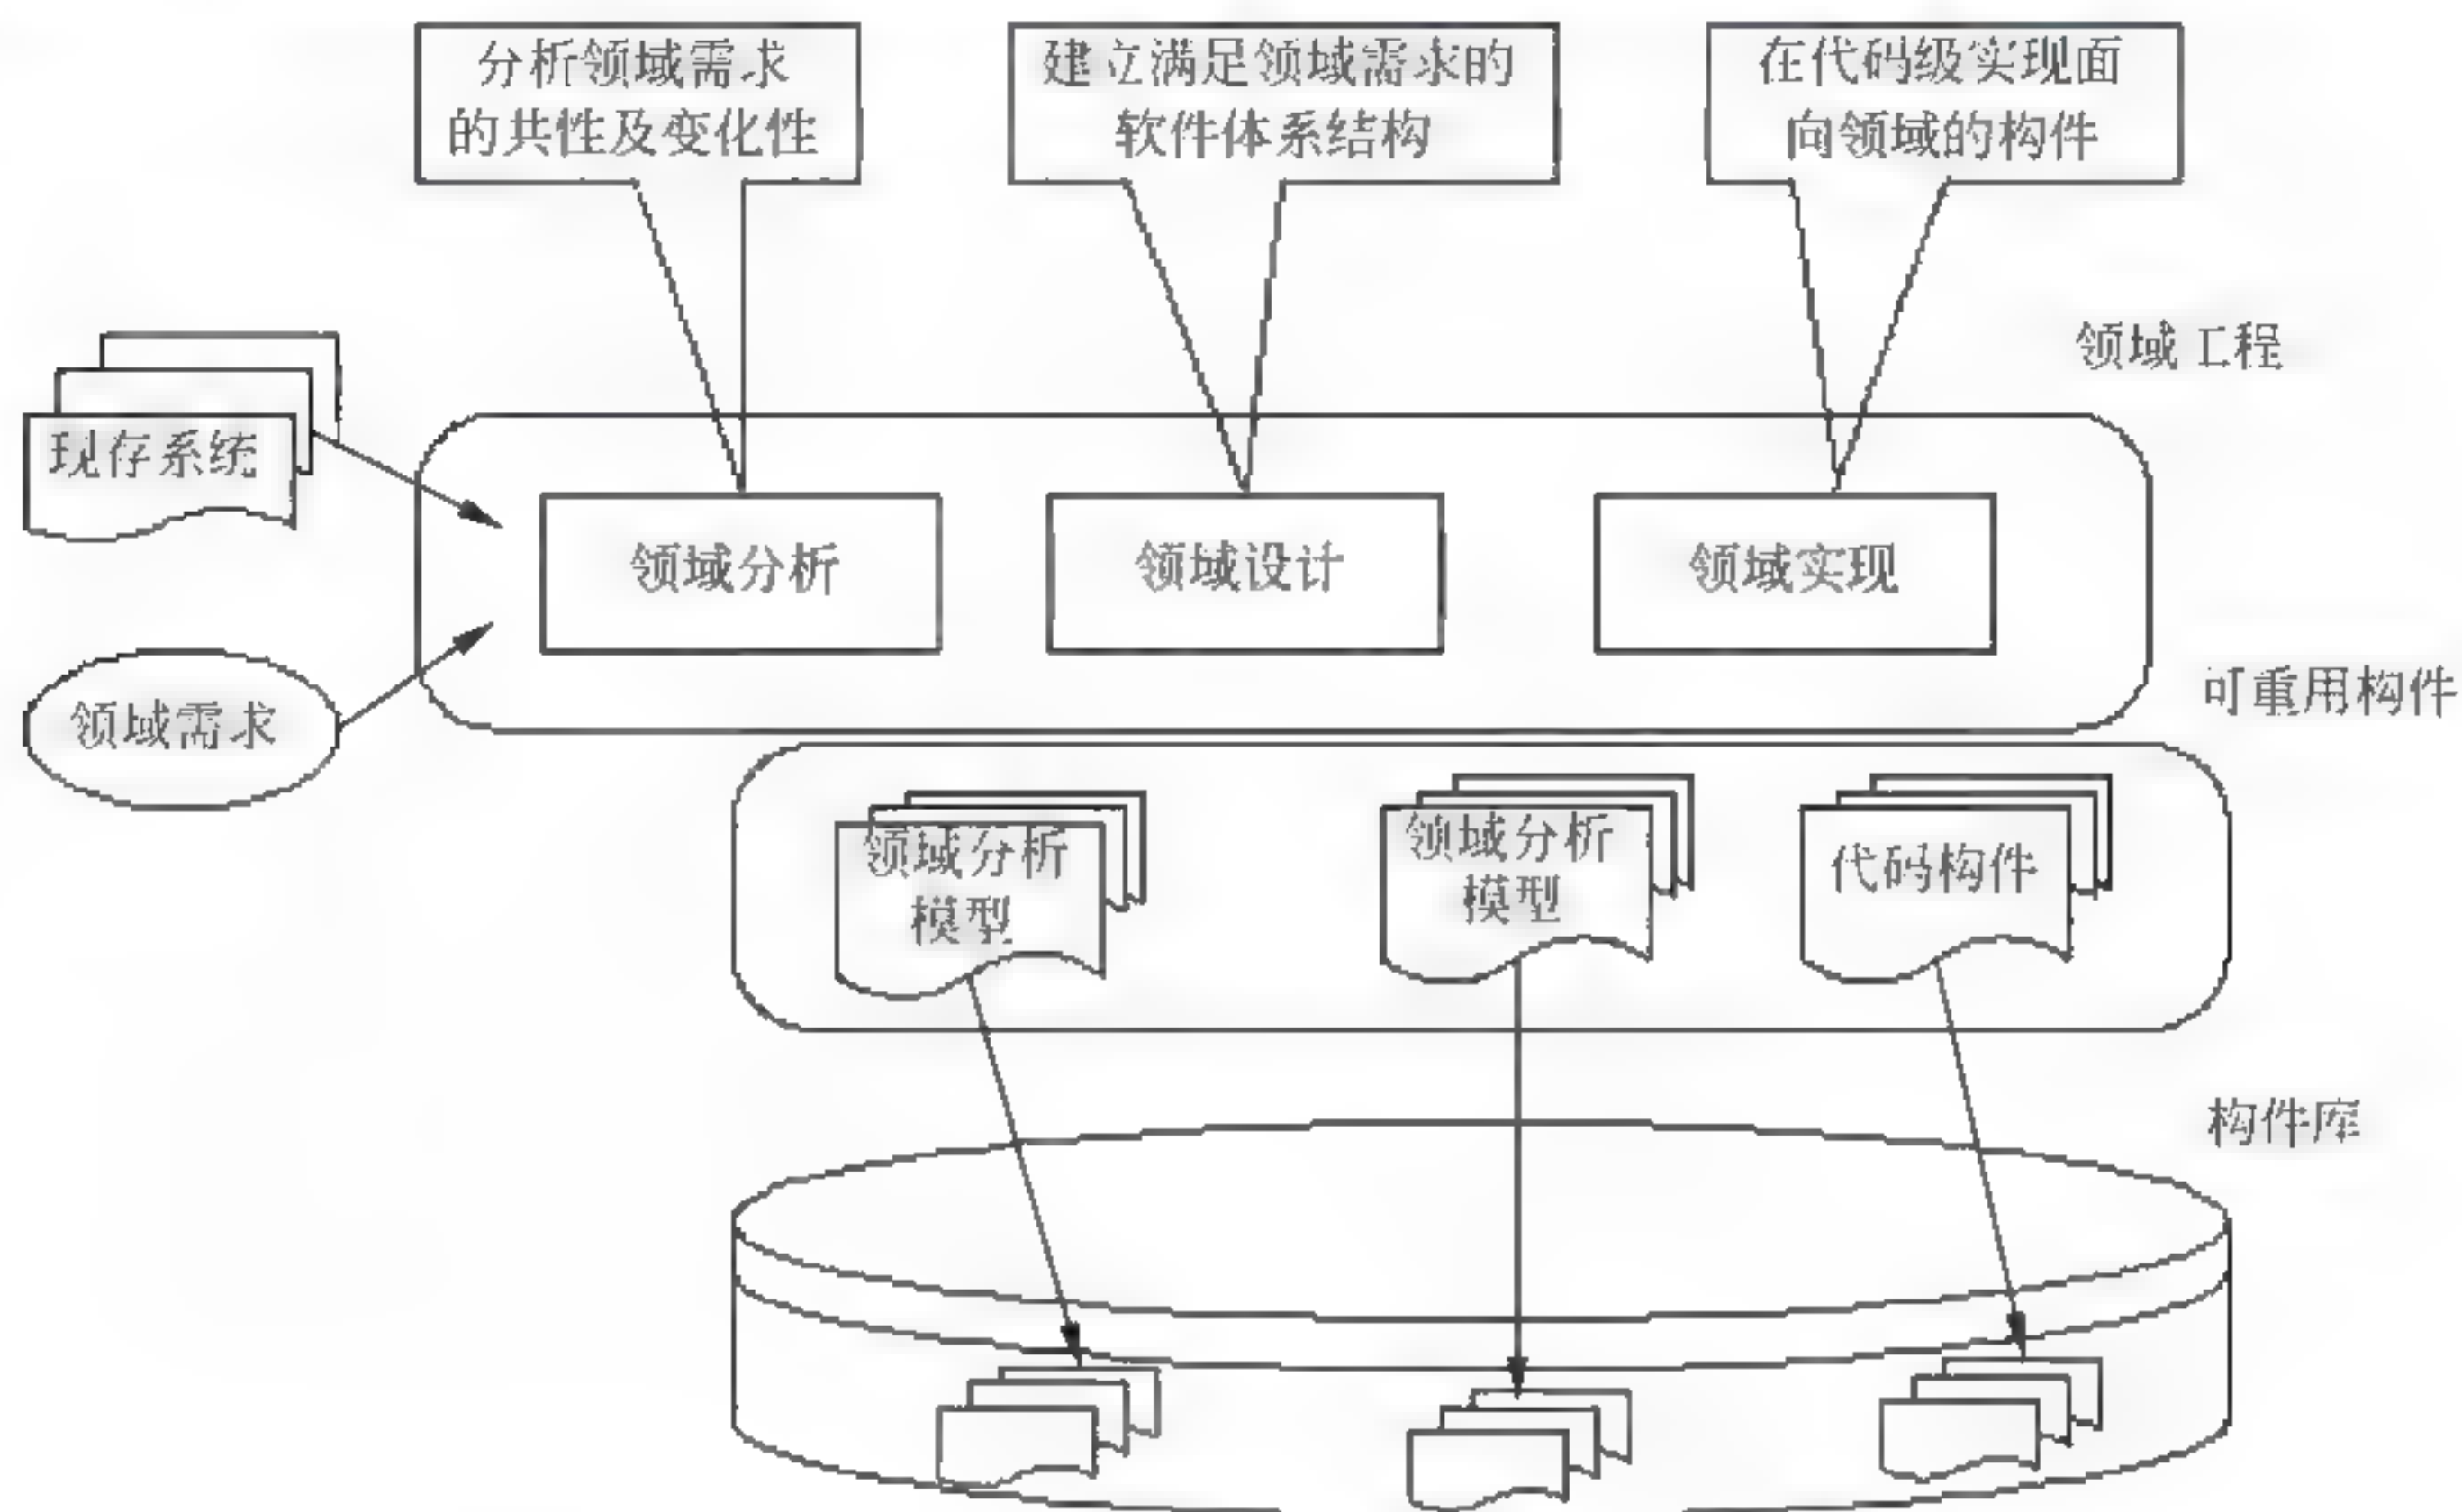 分析领域需求
的共性及变化性
建立满足领域需求的
软件体系结构
在代码级实现面
向领域的构件
领域工程
现存系统
领域分析
领域设计
领域实现
领域需求
可重用构件
领域分析
模型
领域分析
模型
代码构件
构件库